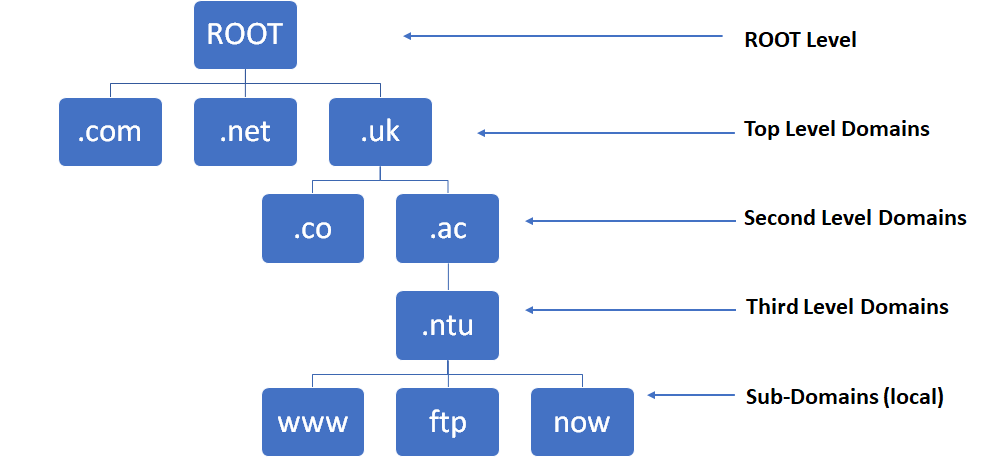 ROOT
ROOT Level
.com
.net
.uk
Top Level Domains
.co
.ac
Second Level Domains
.ntu
Third Level Domains
www
ftp
now
Sub-Domains (local)